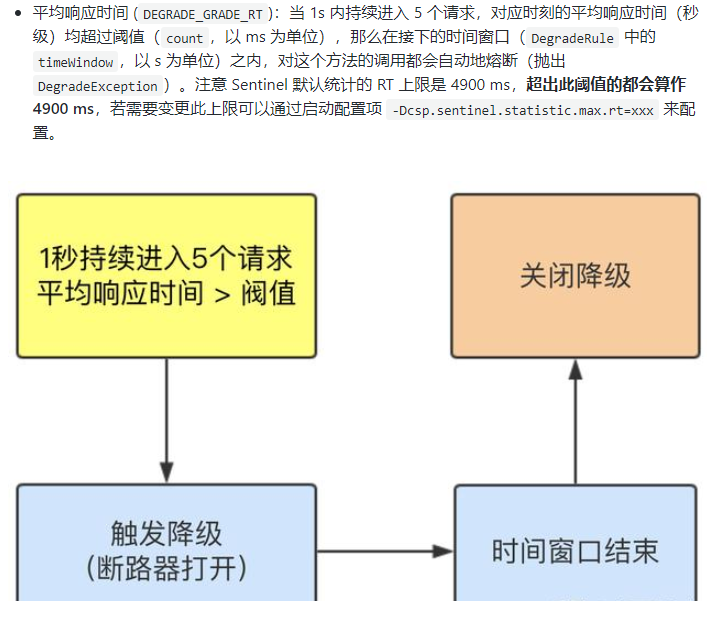 平均响应时间 ( DEGRADE_GRADE_RT )：当 1s 内持续进入 5 个请求，对应时刻的平均响应时间（秒
级）均超过阈值（ count ，以 ms 为单位），那么在接下的时间窗口（ DegradeRule 中的
timeWindow ，以 s 为单位）之内，对这个方法的调用都会自动地熔断（抛出
DegradeException ）。注意 Sentinel 默认统计的 RT 上限是 4900 ms，超出此阈值的都会算作
4900 ms，若需要变更此上限可以通过启动配置项 -Dcsp.sentinel.statistic.max.rt=xxx 来配
置。
1秒持续进入5个请求
平均响应时间 > 阀值
关闭降级
触发降级
（断路器打开）
时间窗口结束